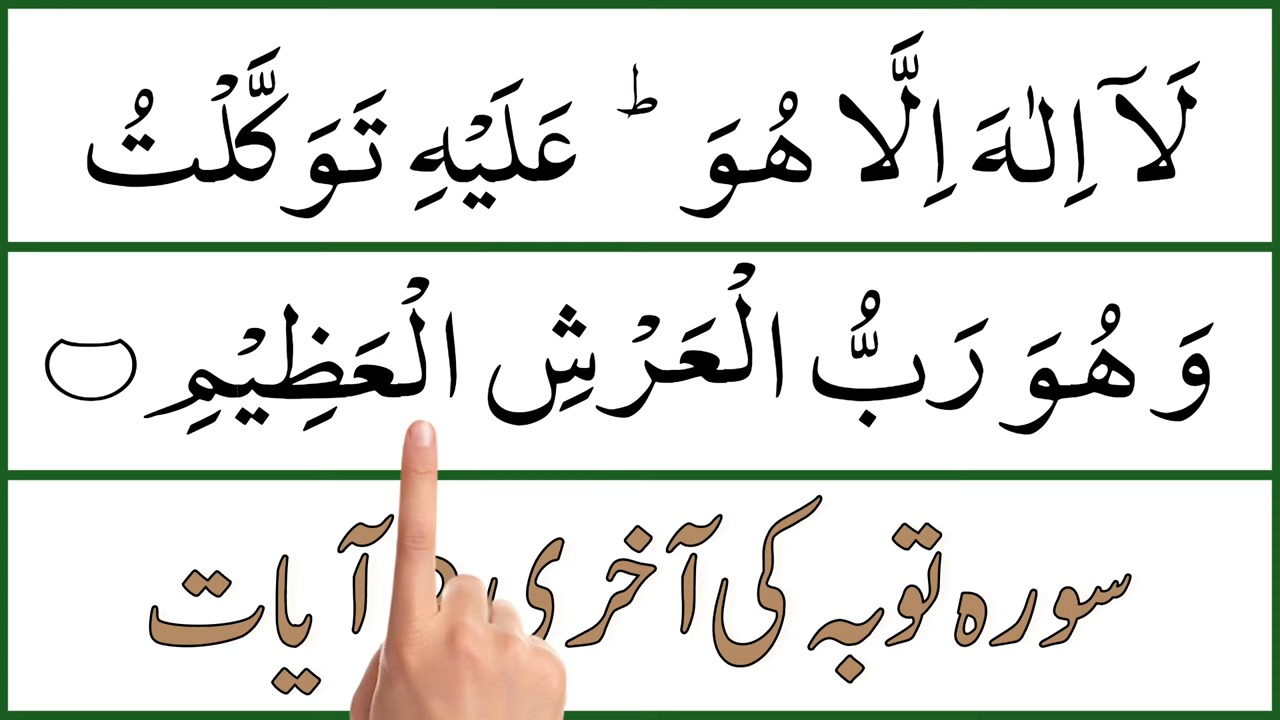 لَآ اِلٰهَ اِلَّا هُوَ ؕ عَلَيْهِ تَوَكَّلْتُ
وَ هُوَ رَبُّ الْعَرْشِ الْعَظِيْمِ
سورہ توبہ کی آخری آیات